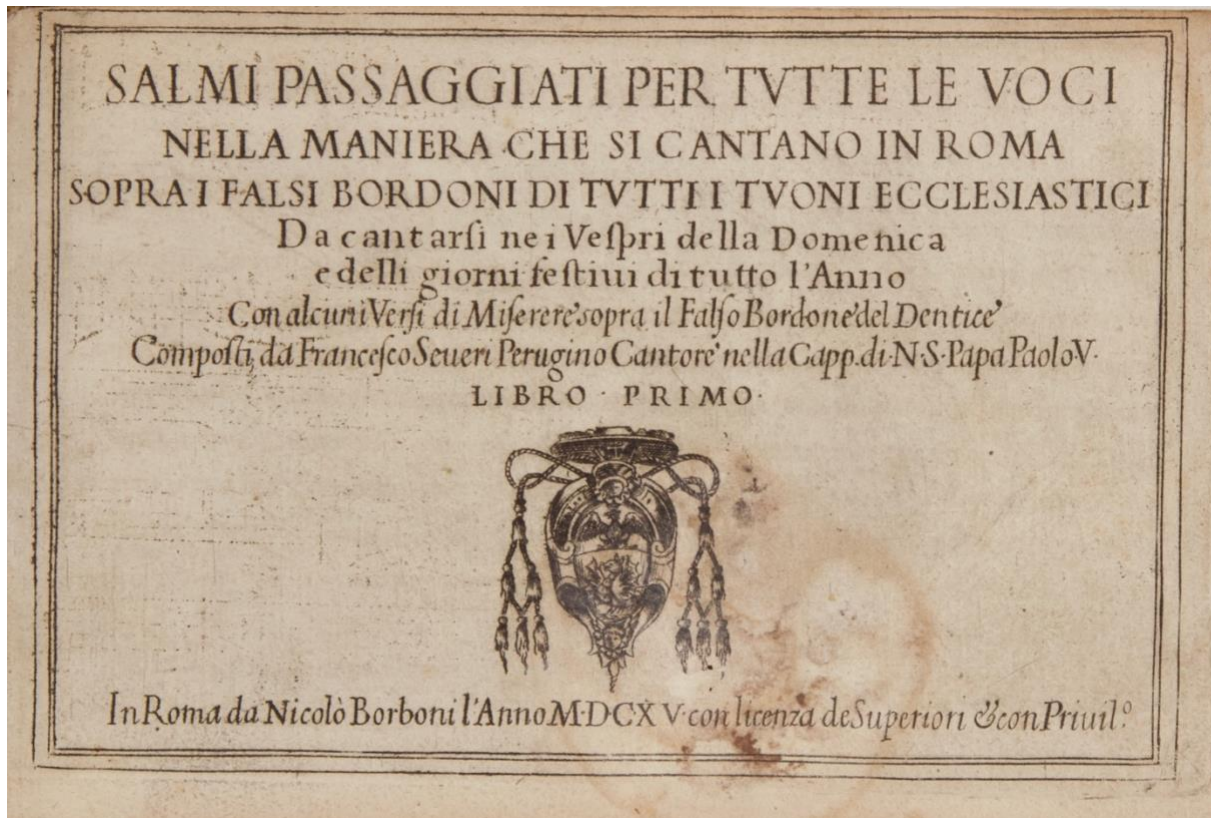 SALMI PASSAGGIATI PER TVTTE LE VOCI
NELLA MANIERA CHE SI CANTANO IN ROMA
SOPRA I FALSI BORDONI DI TVTTI I TVONI ECCLESIASTICI
Da cantarſi nei Veſpri della Domenica
e delli giorni feſtiui di tutto l'Anno
Con alcuni Verſi di Miſerere sopra il Falſo Bordone del Dentice
Compoſti, da Franceſco Seueri Perugino Cantore nella Capp. di·N·S·Papa Paolo·V·
LIBRO · PRIMO·
In Roma da Nicolò Borboni l'Anno M·DCXV·con licenza de Superiori & con Priuil.º